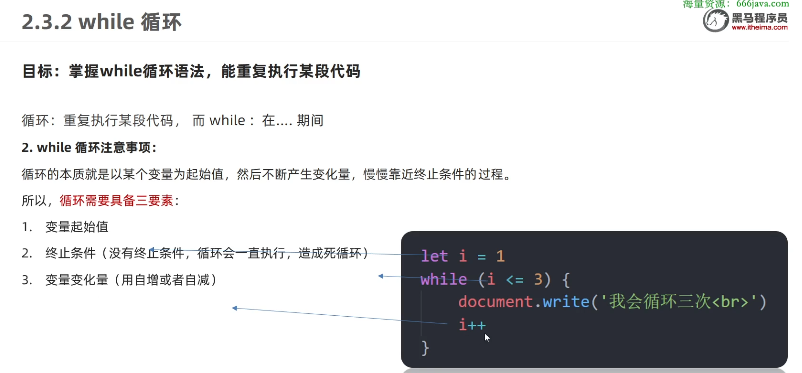 海量资源：666java.com
2.3.2 while 循环
黑马程序员
www.itheima.com
目标：掌握while循环语法，能重复执行某段代码
循环：重复执行某段代码， 而 while： 在…. 期间
2. while 循环注意事项：
循环的本质就是以某个变量为起始值，然后不断产生变化量，慢慢靠近终止条件的过程。
所以，循环需要具备三要素：
1. 变量起始值
2. 终止条件（没有终止条件，循环会一直执行，造成死循环）
3. 变量变化量（用自增或者自减）
let i = 1
while (i <= 3) {
document.write('我会循环三次<br>')
i++
}